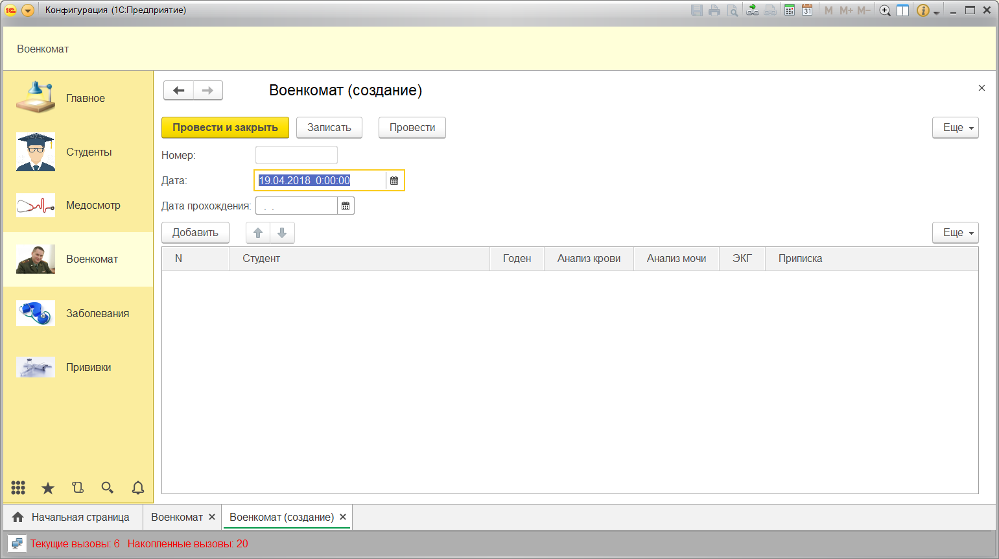 Конфигурация (1С:Предприятие)
31 M M+ M-
Военкомат
Главное
Студенты
Медосмотр
Военкомат
Заболевания
Прививки
Военкомат (создание)
Провести и закрыть Записать Провести Еще
Номер:
Дата: 19.04.2018 0:00:00
Дата прохождения: . .
Добавить Еще
N Студент Годен Анализ крови Анализ мочи ЭКГ Приписка
Начальная страница Военкомат Военкомат (создание)
Текущие вызовы: 6 Накопленные вызовы: 20